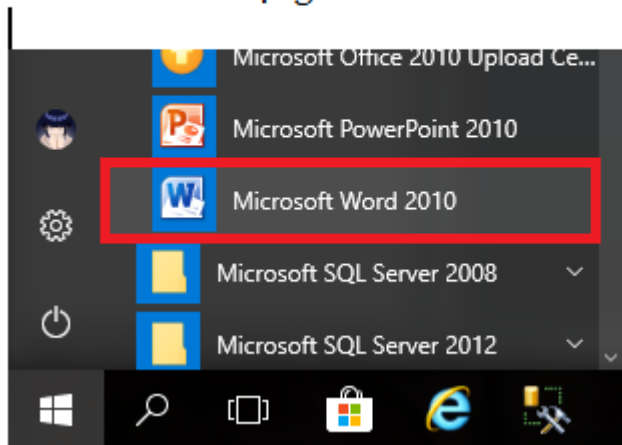 Microsoft Office 2010 Upload Ce...
Microsoft PowerPoint 2010
Microsoft Word 2010
Microsoft SQL Server 2008
Microsoft SQL Server 2012